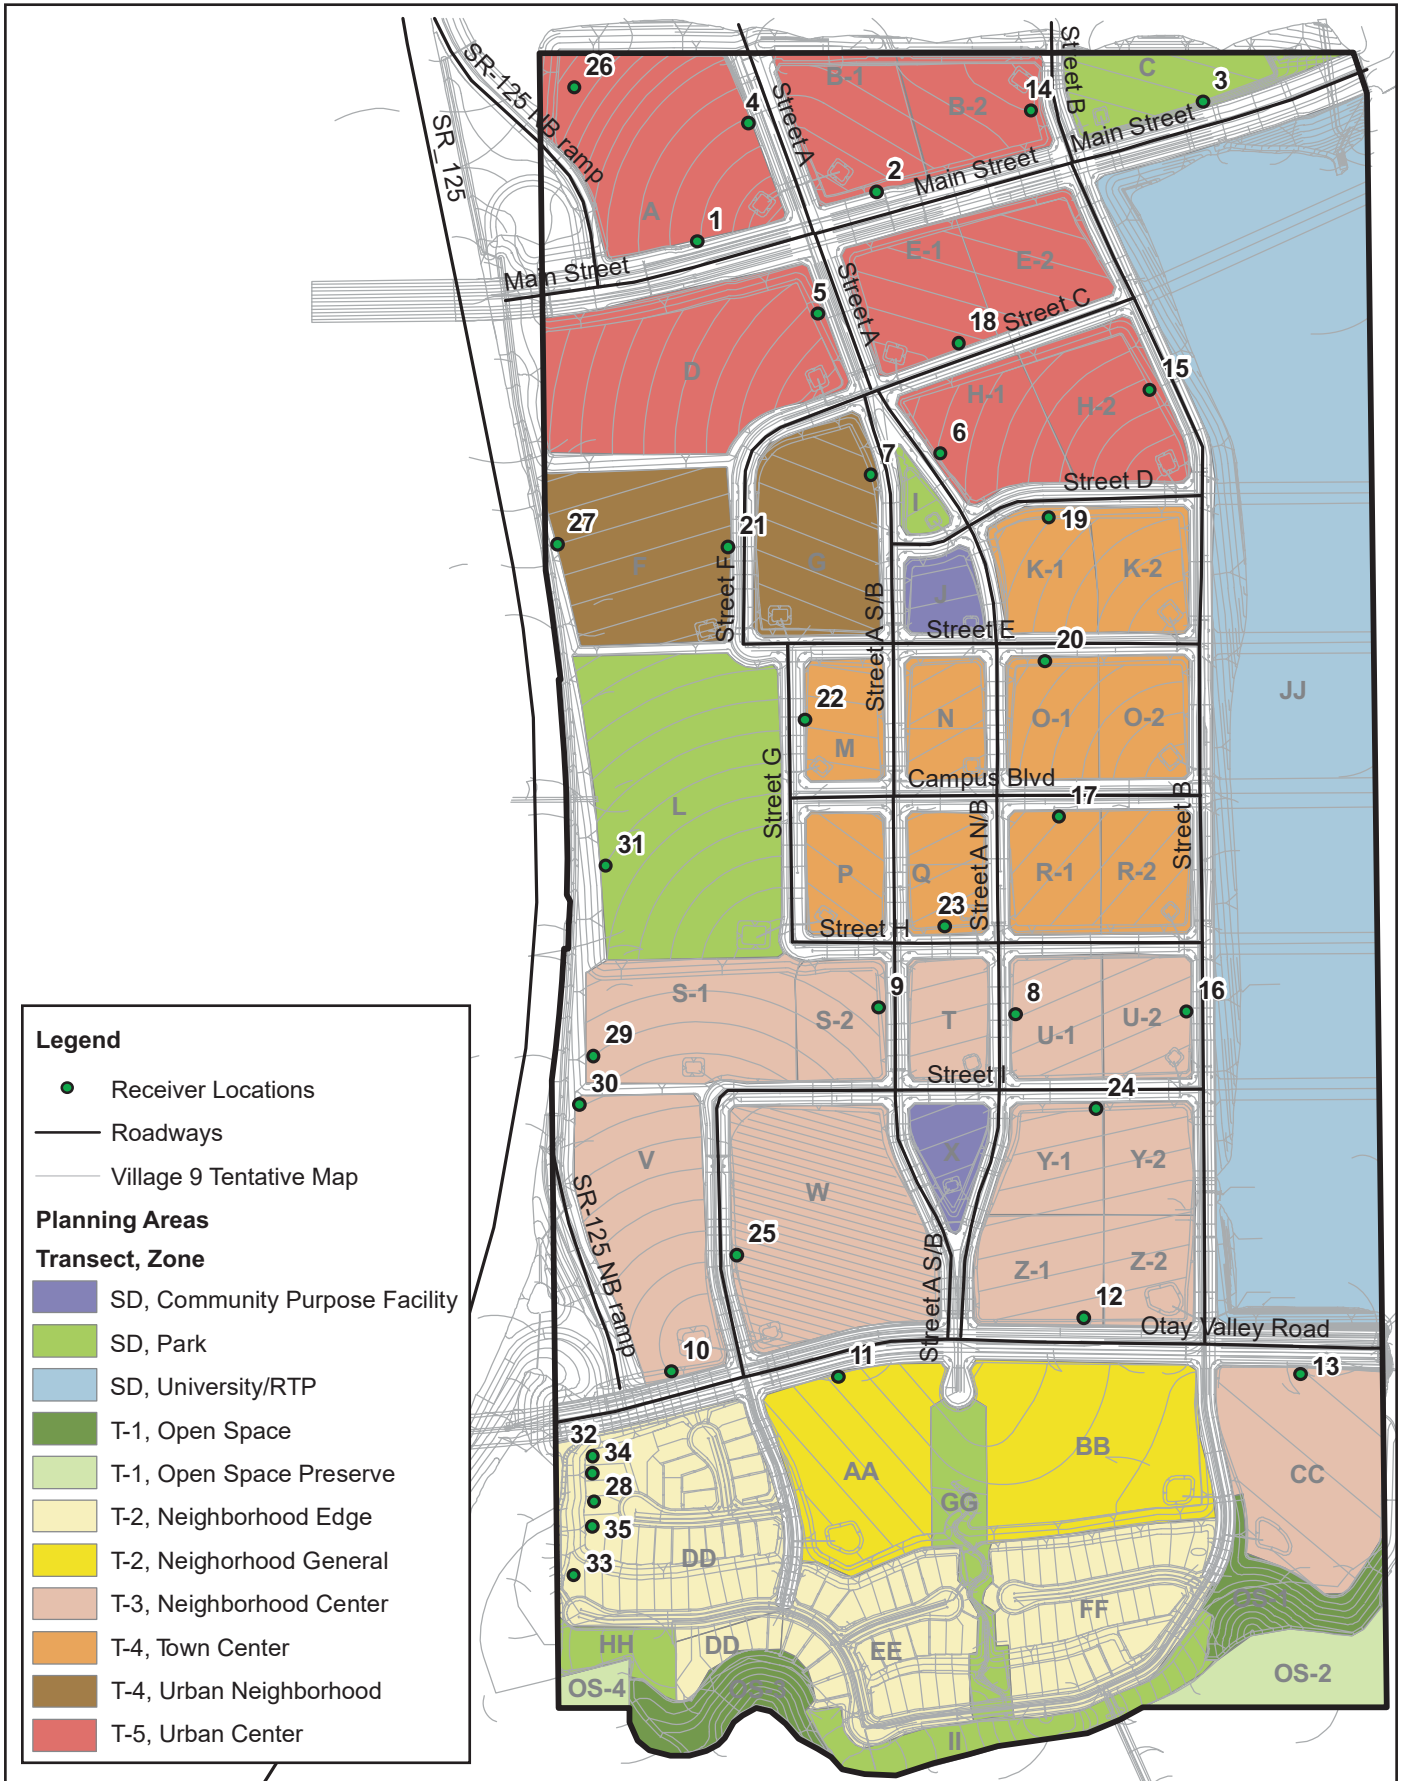 26
SR-125 NB ramp
SR_125
4
Street A
B-1
B-2
14
Street B
C
3
Main Street
2
Main Street
A
1
Main Street
5
Street A
E-1
E-2
18
Street C
D
15
H-1
H-2
6
7
I
Street D
19
27
21
F
G
Street F
J
K-1
K-2
Street A S/B
Street E
20
22
M
N
O-1
O-2
JJ
Street G
Campus Blvd
17
L
31
P
Q
Street A N/B
R-1
R-2
Street B
23
Street H
S-1
9
S-2
T
8
U-1
U-2
16
29
30
Street I
24
V
W
X
Y-1
Y-2
SR-125 NB ramp
25
Street A S/B
Z-1
Z-2
12
Otay Valley Road
10
11
13
32
34
28
35
33
AA
BB
CC
GG
DD
FF
OS-1
HH
DD
EE
OS-4
OS-3
OS-2
II
Legend
Receiver Locations
Roadways
Village 9 Tentative Map
Planning Areas
Transect, Zone
SD, Community Purpose Facility
SD, Park
SD, University/RTP
T-1, Open Space
T-1, Open Space Preserve
T-2, Neighborhood Edge
T-2, Neighorhood General
T-3, Neighborhood Center
T-4, Town Center
T-4, Urban Neighborhood
T-5, Urban Center